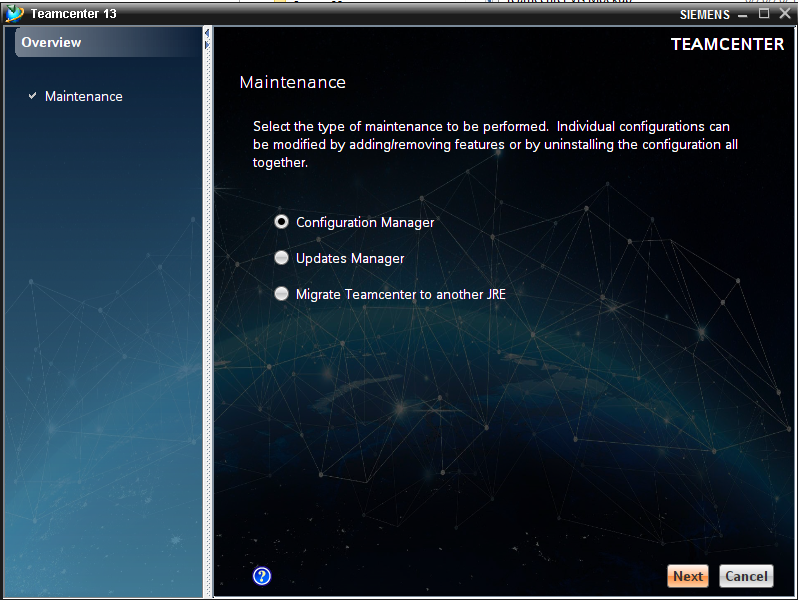 Teamcenter 13
SIEMENS
Overview
TEAMCENTER
Maintenance
Maintenance
Select the type of maintenance to be performed. Individual configurations can
be modified by adding/removing features or by uninstalling the configuration all
together.
Configuration Manager
Updates Manager
Migrate Teamcenter to another JRE
?
Next
Cancel